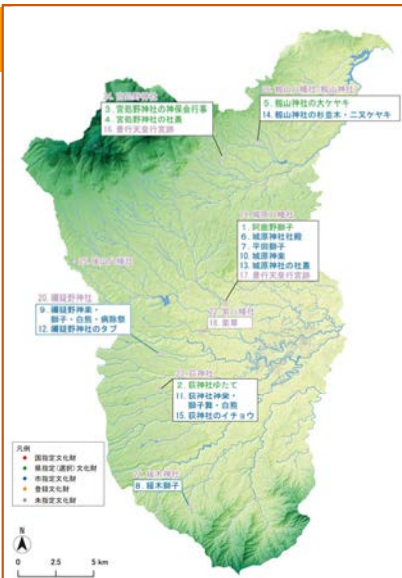 宮処野神社
3. 宮処野神社の神保会行事
4. 宮処野神社の社叢
16. 景行天皇行宮跡
5. 籾山神社の大ケヤキ
14. 籾山神社の杉並木・二又ケヤキ
城原八幡社
1. 阿鹿野獅子
6. 城原神社社殿
7. 平田獅子
10. 城原神楽
13. 城原神社の社叢
17. 景行天皇行宮跡
20. 禰疑野神社
9. 禰疑野神楽・
獅子・白熊・病除祭
12. 禰疑野神社のタブ
荻神社
2. 荻神社ゆたて
11. 荻神社神楽・
獅子舞・白熊
15. 荻神社のイチョウ
8. 緩木獅子
凡例
国指定文化財
県指定(選択)文化財
市指定文化財
登録文化財
未指定文化財
N
0 2.5 5 km